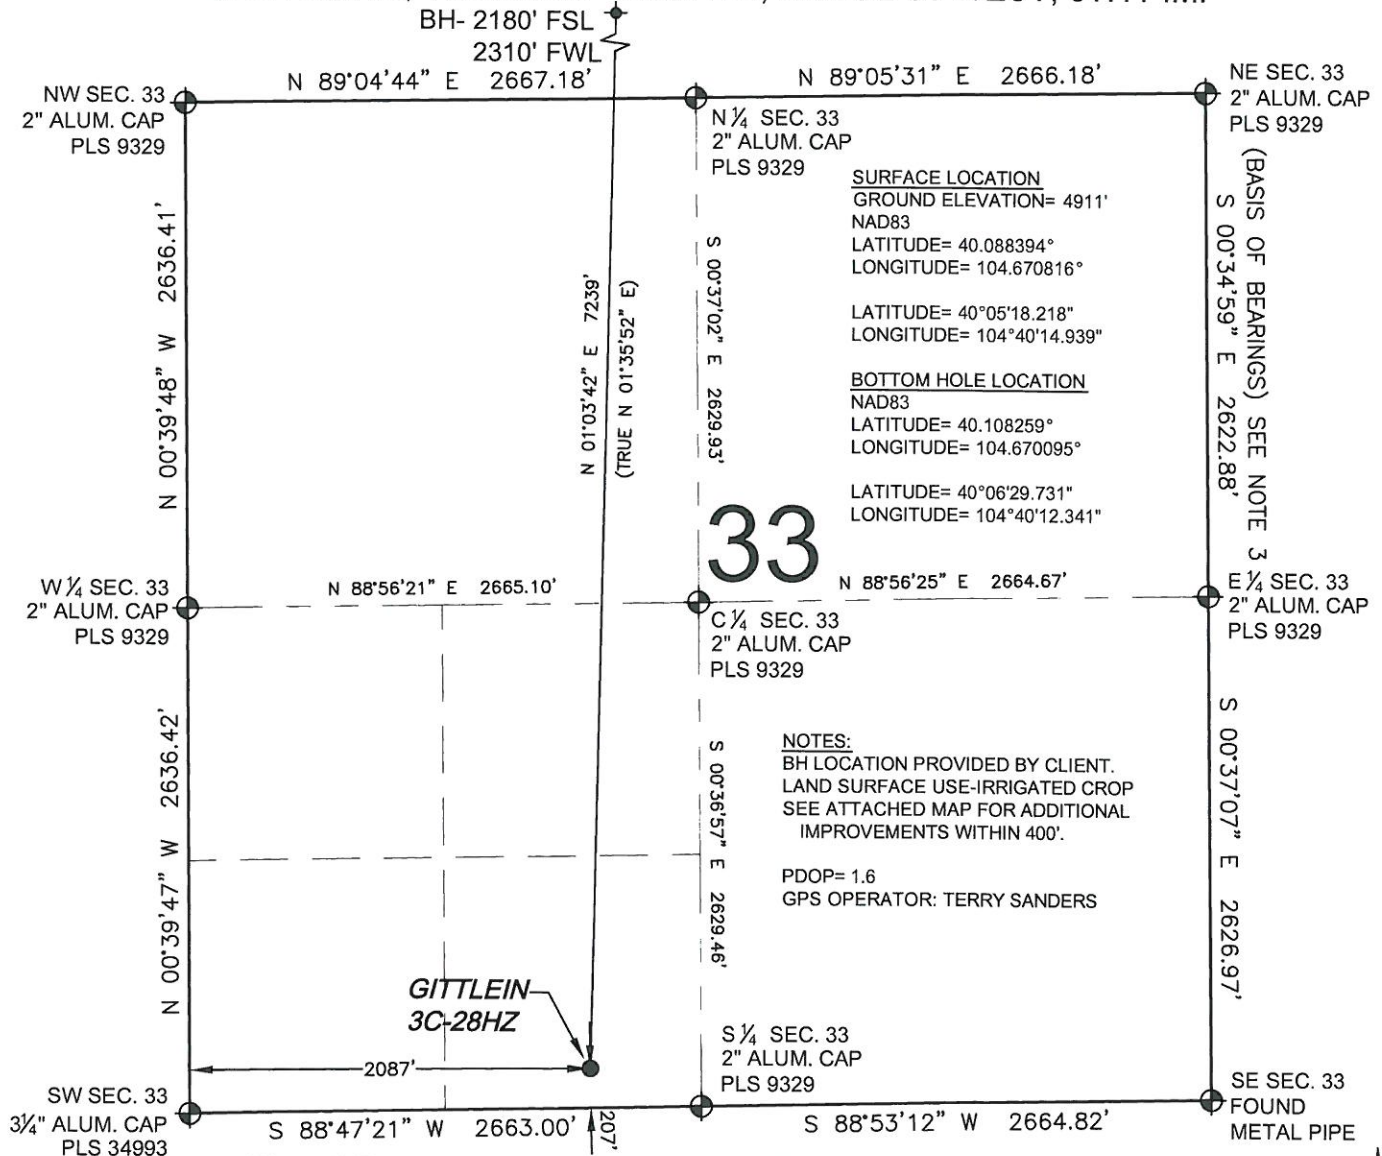 BH- 2180' FSL
2310' FWL
N 89°04'44" E 2667.18'
N 89°05'31" E 2666.18'
NW SEC. 33
2" ALUM. CAP
PLS 9329
N ¼ SEC. 33
2" ALUM. CAP
PLS 9329
NE SEC. 33
2" ALUM. CAP
PLS 9329
SURFACE LOCATION
GROUND ELEVATION= 4911'
NAD83
LATITUDE= 40.088394°
LONGITUDE= 104.670816°
LATITUDE= 40°05'18.218"
LONGITUDE= 104°40'14.939"
BOTTOM HOLE LOCATION
NAD83
LATITUDE= 40.108259°
LONGITUDE= 104.670095°
LATITUDE= 40°06'29.731"
LONGITUDE= 104°40'12.341"
N 00°39'48" W 2636.41'
N 01°03'42" E 7239'
(TRUE N 01°35'52" E)
S 00°37'02" E 2629.93'
S 00°34'59" E 2622.88'
(BASIS OF BEARINGS) SEE NOTE 3
33
W ¼ SEC. 33
2" ALUM. CAP
PLS 9329
N 88°56'21" E 2665.10'
N 88°56'25" E 2664.67'
C ¼ SEC. 33
2" ALUM. CAP
PLS 9329
E ¼ SEC. 33
2" ALUM. CAP
PLS 9329
N 00°39'47" W 2636.42'
S 00°36'57" E 2629.46'
S 00°37'07" E 2626.97'
NOTES:
BH LOCATION PROVIDED BY CLIENT.
LAND SURFACE USE-IRRIGATED CROP
SEE ATTACHED MAP FOR ADDITIONAL
IMPROVEMENTS WITHIN 400'.
PDOP= 1.6
GPS OPERATOR: TERRY SANDERS
GITTLEIN
3C-28HZ
2087'
207'
S ¼ SEC. 33
2" ALUM. CAP
PLS 9329
SW SEC. 33
3¼" ALUM. CAP
PLS 34993
S 88°47'21" W 2663.00'
S 88°53'12" W 2664.82'
SE SEC. 33
FOUND
METAL PIPE